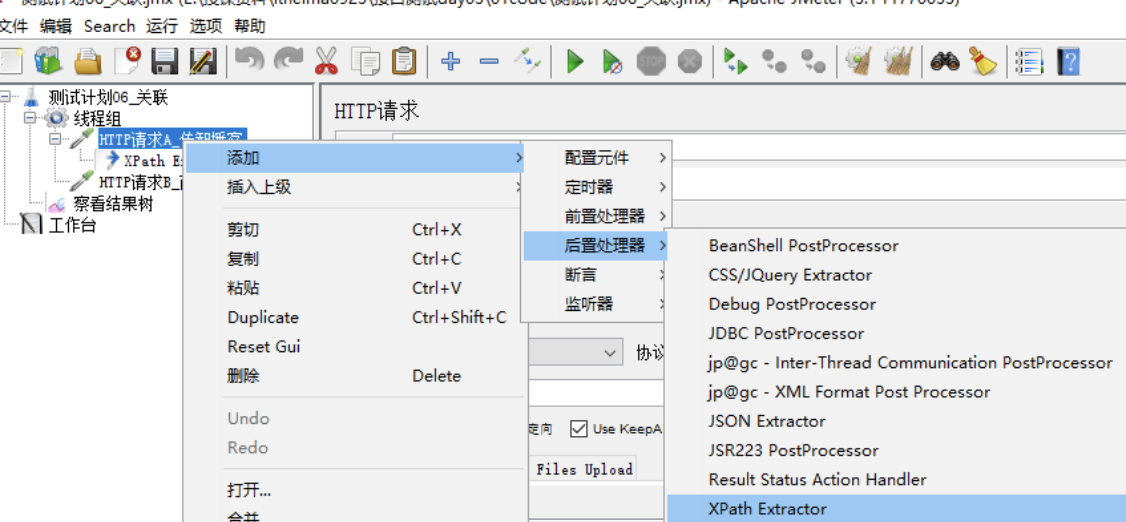 文件 编辑 Search 运行 选项 帮助
测试计划06_关联
线程组
HTTP请求A_传智播客
XPath E
HTTP请求B_
察看结果树
工作台
HTTP请求
添加
插入上级
剪切 Ctrl+X
复制 Ctrl+C
粘贴 Ctrl+V
Duplicate Ctrl+Shift+C
Reset Gui
删除 Delete
Undo
Redo
打开...
合并
配置元件
定时器
前置处理器
后置处理器
断言
监听器
协议
定向 Use KeepA
Files Upload
BeanShell PostProcessor
CSS/JQuery Extractor
Debug PostProcessor
JDBC PostProcessor
jp@gc - Inter-Thread Communication PostProcessor
jp@gc - XML Format Post Processor
JSON Extractor
JSR223 PostProcessor
Result Status Action Handler
XPath Extractor